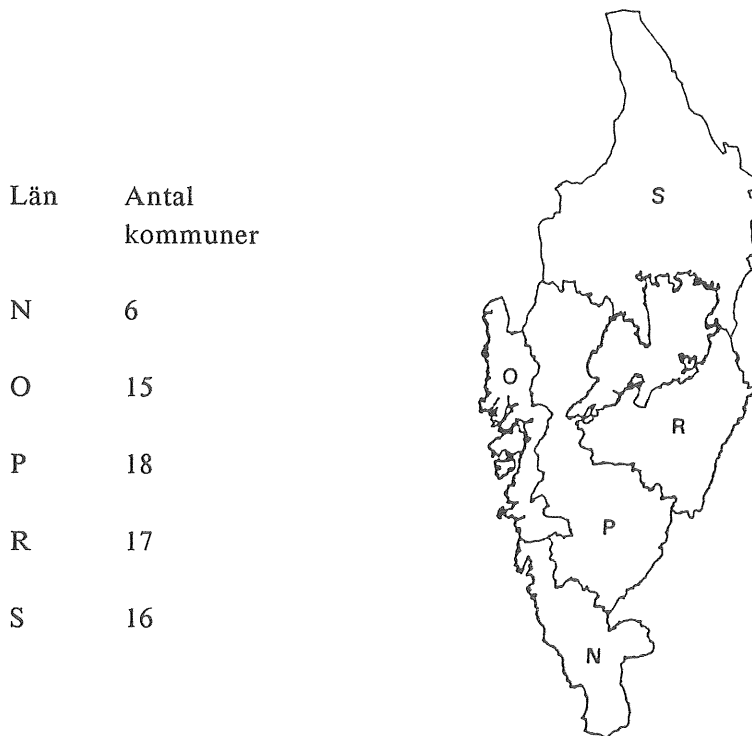 Län Antal
kommuner
N 6
O 15
P 18
R 17
S 16
S
O
R
P
N